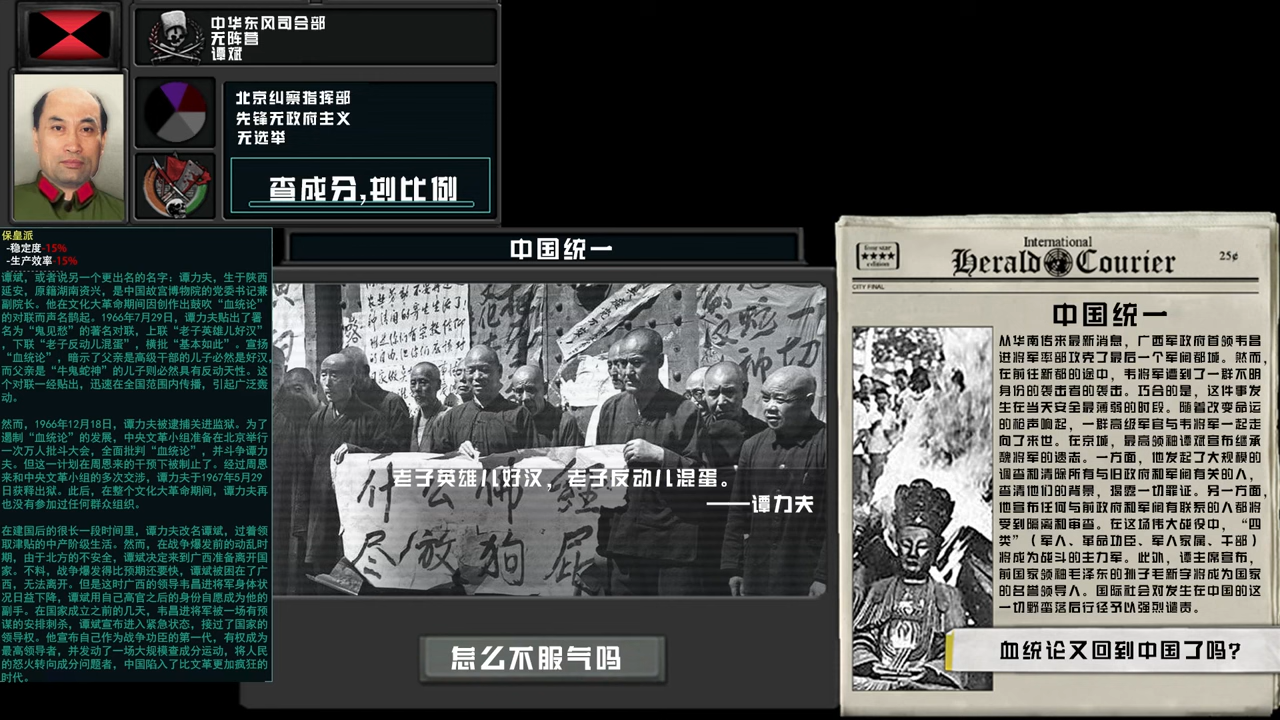 中华东风司令部
无阵营
谭斌
北京纠察指挥部
先锋无政府主义
无选举
查成分,划比例
保皇派
-稳定度-15%
-生产效率-15%
谭斌，或者说另一个更出名的名字：谭力夫，生于陕西
延安，原籍湖南资兴，是中国故宫博物院的党委书记兼
副院长。他在文化大革命期间因创作出鼓吹“血统论”
的对联而声名鹊起。1966年7月29日，谭力夫贴出了署
名为“鬼见愁”的著名对联，上联“老子英雄儿好汉”
，下联“老子反动儿混蛋”，横批“基本如此”。宣扬
“血统论”，暗示了父亲是高级干部的儿子必然是好汉，
而父亲是“牛鬼蛇神”的儿子则必然具有反动天性。这
个对联一经贴出，迅速在全国范围内传播，引起广泛轰
动。
然而，1966年12月18日，谭力夫被逮捕关进监狱。为了
遏制“血统论”的发展，中央文革小组准备在北京举行
一次万人批斗大会，全面批判“血统论”，并斗争谭力
夫。但这一计划在周恩来的干预下被制止了。经过周恩
来和中央文革小组的多次交涉，谭力夫于1967年5月29
日获释出狱。此后，在整个文化大革命期间，谭力夫再
也没有参加过任何群众组织。
在建国后的很长一段时间里，谭力夫改名谭斌，过着领
取津贴的中产阶级生活。然而，在战争爆发前的动乱时
期，由于北方的不安全，谭斌决定来到广西准备离开国
家。不料，战争爆发得比预期还要快，谭斌被困在了广
西，无法离开。但是这时广西的领导韦昌进将军身体状
况日益下降，谭斌用自己高官之后的身份自愿成为他的
副手。在国家成立之前的几天，韦昌进将军被一场有预
谋的安排刺杀，谭斌宣布进入紧急状态，接过了国家的
领导权。他宣布自己作为战争功臣的第一代，有权成为
最高领导者，并发动了一场大规模查成分运动，将人民
的怒火转向成分问题者，中国陷入了比文革更加疯狂的
时代。
中国统一
什么佛经
尽放狗屁
老子英雄儿好汉，老子反动儿混蛋。
——谭力夫
怎么不服气吗
International
Herald Courier
25¢
CITY FINAL
中国统一
从华南传来最新消息，广西军政府首领韦昌
进将军率部攻克了最后一个军阀都城。然而，
在前往新都的途中，韦将军遭到了一群不明
身份的袭击者的袭击。巧合的是，这件事发
生在当天安全最薄弱的时段。随着改变命运
的枪声响起，一群高级军官与韦将军一起走
向了来世。在京城，最高领袖谭斌宣布继承
魏将军的遗志。一方面，他发起了大规模的
调查和清除所有与旧政府和军阀有关的人，
查清他们的背景，揭露一切罪证。另一方面，
他宣布任何与前政府和军阀有联系的人都将
受到隔离和审查。在这场伟大战役中，“四
类”（军人、革命功臣、军人家属、干部）
将成为战斗的主力军。此外，谭主席宣布，
前国家领袖毛泽东的孙子毛新宇将成为国家
的名誉领导人。国际社会对发生在中国的这
一切野蛮落后行径予以强烈谴责。
血统论又回到中国了吗?